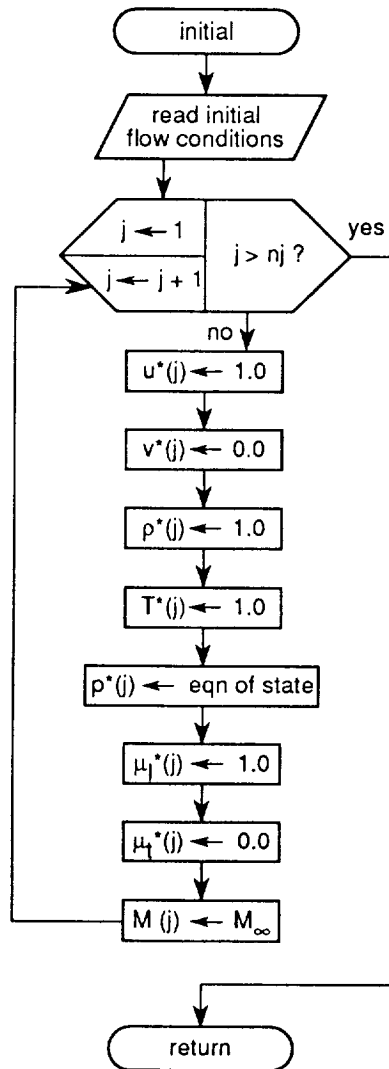 initial
read initial
flow conditions
j ← 1
j ← j + 1
j > nj ?
yes
no
u*(j) ← 1.0
v*(j) ← 0.0
ρ*(j) ← 1.0
T*(j) ← 1.0
p*(j) ← eqn of state
μₗ*(j) ← 1.0
μₜ*(j) ← 0.0
M (j) ← M∞
return